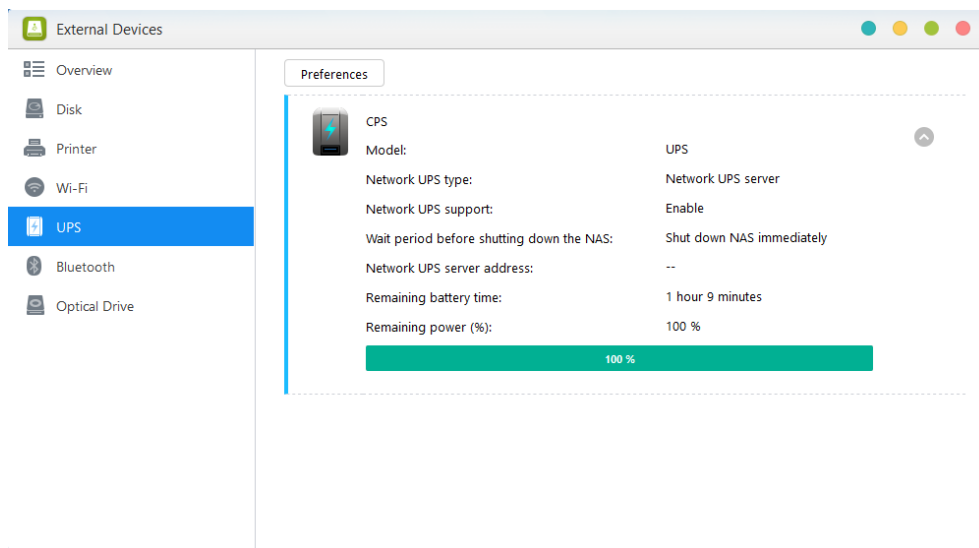 External Devices
Overview
Disk
Printer
Wi-Fi
UPS
Bluetooth
Optical Drive
Preferences
CPS
Model: UPS
Network UPS type: Network UPS server
Network UPS support: Enable
Wait period before shutting down the NAS: Shut down NAS immediately
Network UPS server address: --
Remaining battery time: 1 hour 9 minutes
Remaining power (%): 100 %
100 %